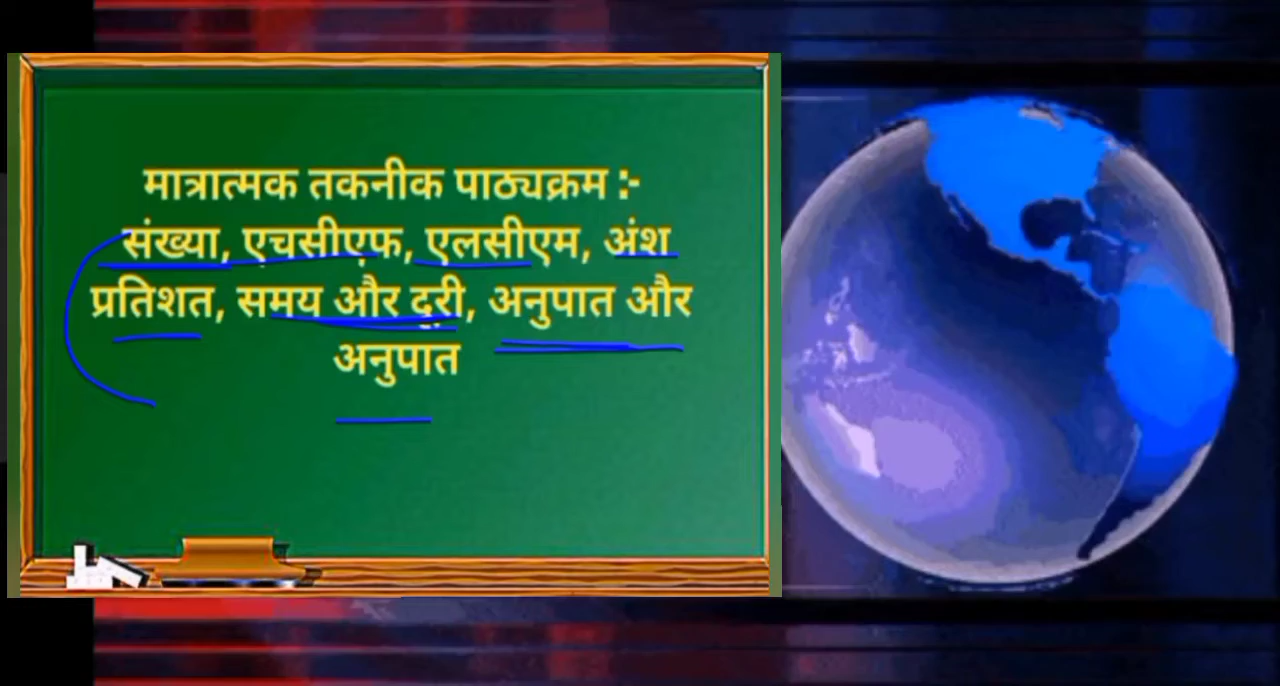 मात्रात्मक तकनीक पाठ्यक्रम :-
संख्या, एचसीएफ, एलसीएम, अंश
प्रतिशत, समय और दूरी, अनुपात और
अनुपात